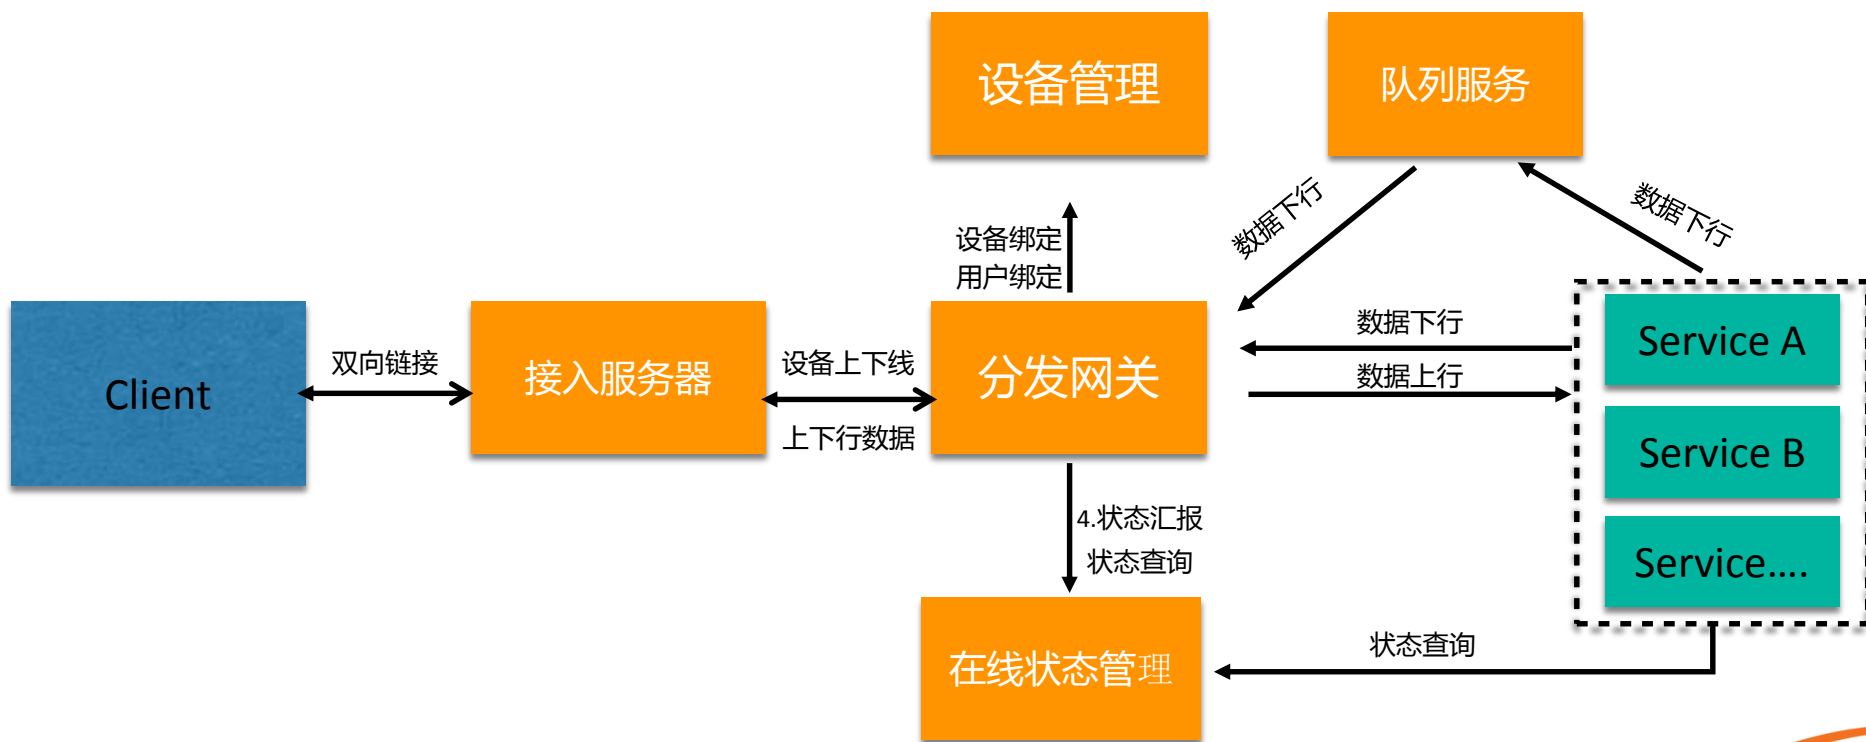 设备管理
队列服务
数据下行
数据下行
设备绑定
用户绑定
Client
双向链接
接入服务器
设备上下线
上下行数据
分发网关
数据下行
数据上行
Service A
Service B
Service....
4.状态汇报
状态查询
在线状态管理
状态查询